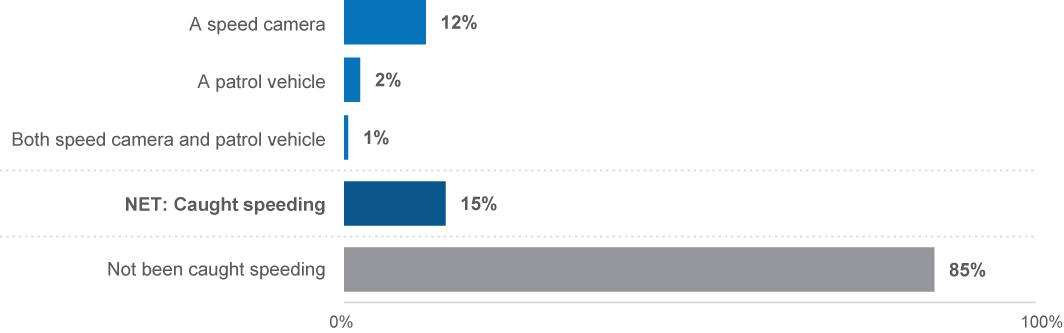 A speed camera 12%
A patrol vehicle 2%
Both speed camera and patrol vehicle 1%
NET: Caught speeding 15%
Not been caught speeding 85%
0% 100%